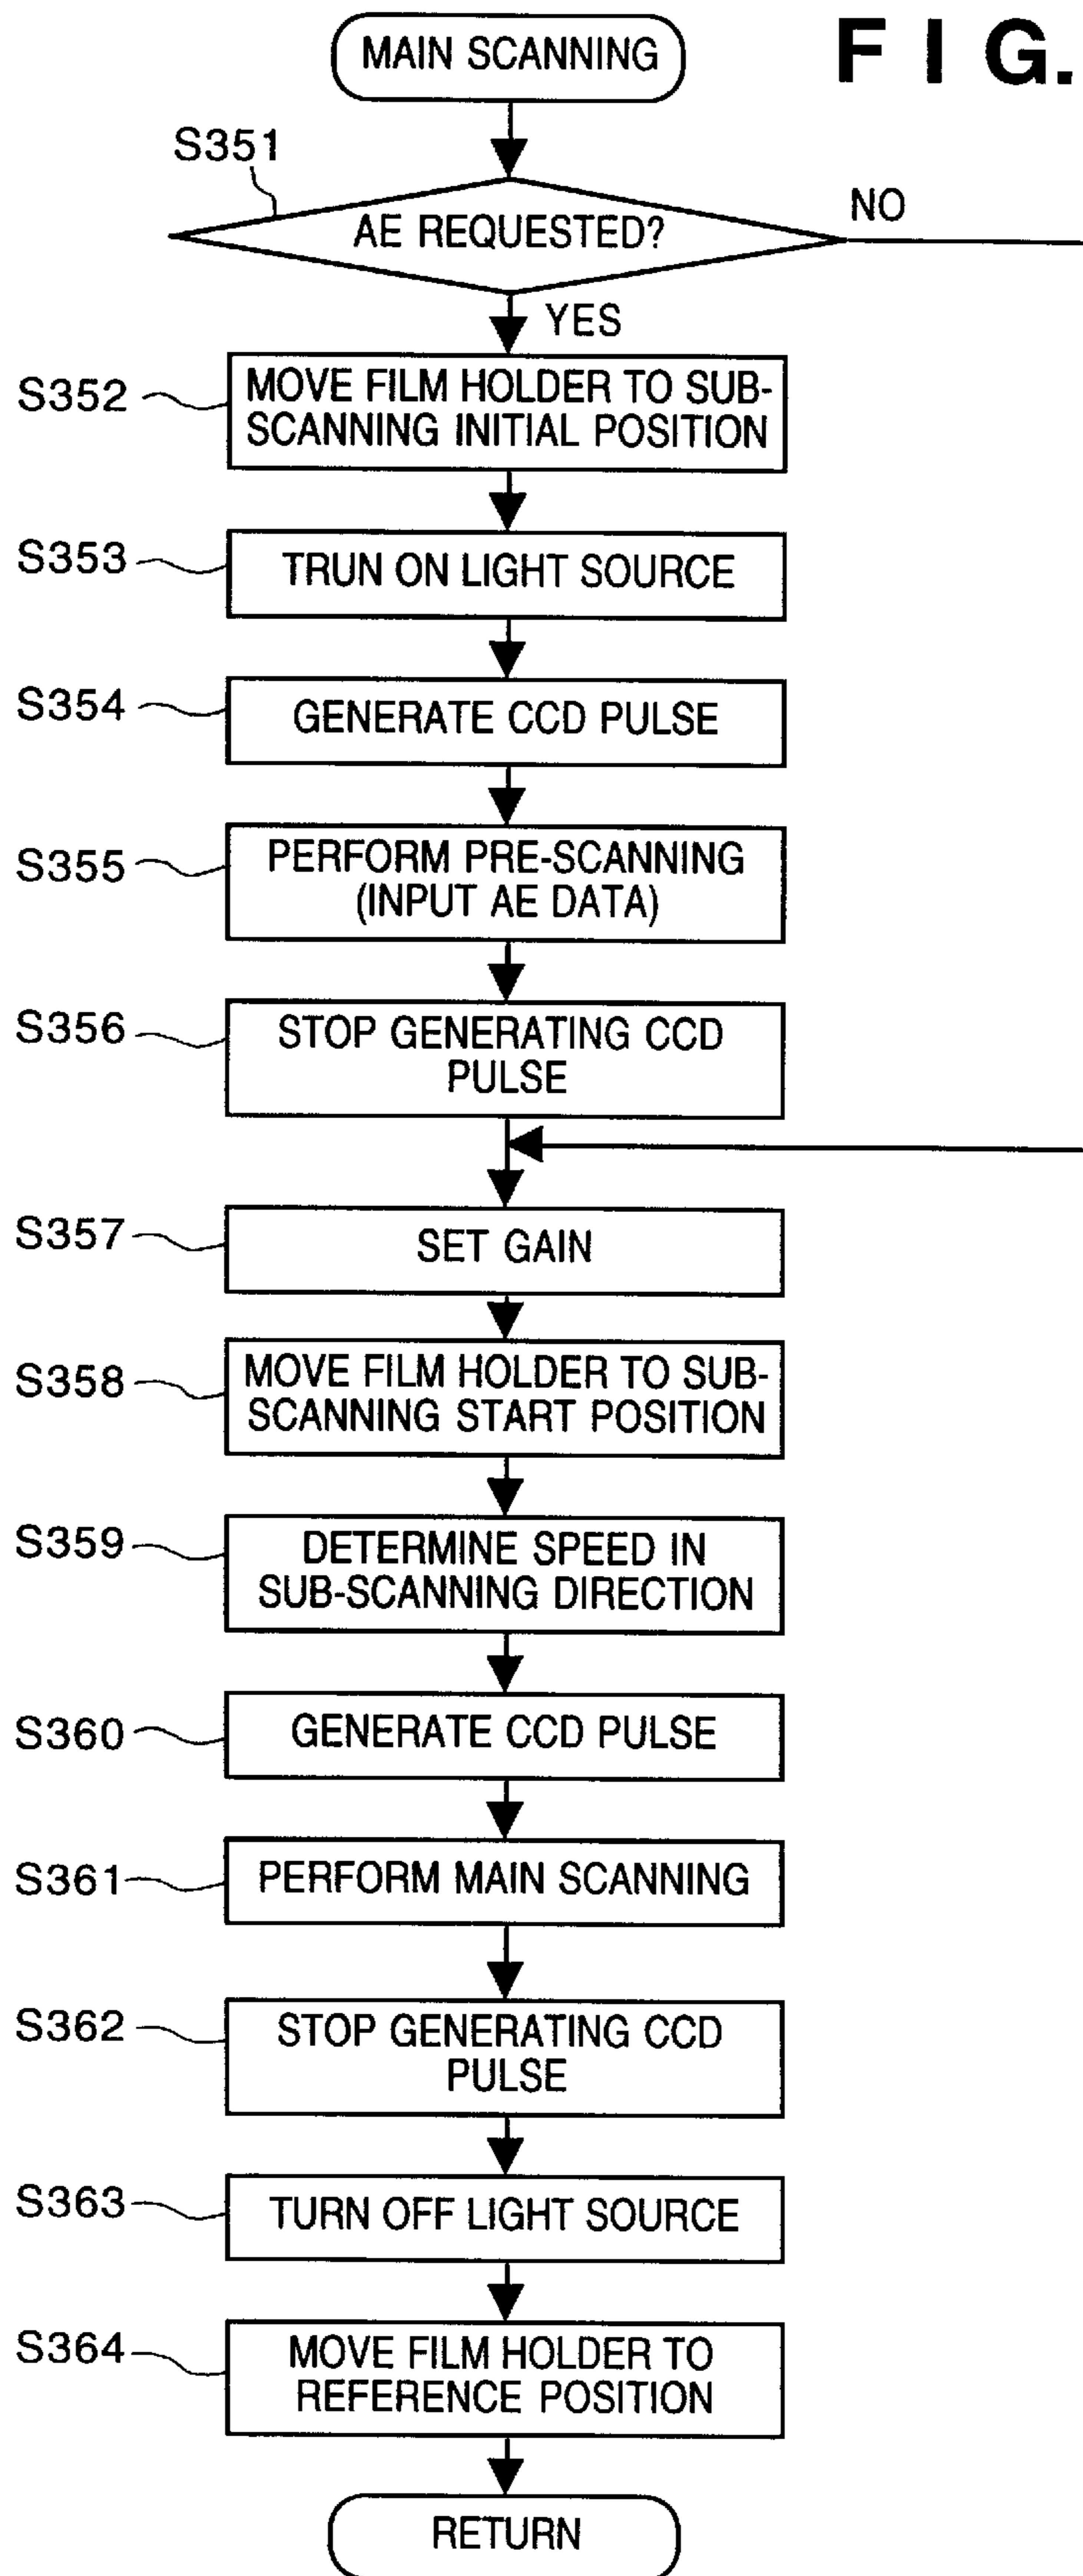 MAIN SCANNING
FIG.
S351
AE REQUESTED?
NO
YES
S352
MOVE FILM HOLDER TO SUB-
SCANNING INITIAL POSITION
S353
TRUN ON LIGHT SOURCE
S354
GENERATE CCD PULSE
S355
PERFORM PRE-SCANNING
(INPUT AE DATA)
S356
STOP GENERATING CCD
PULSE
S357
SET GAIN
S358
MOVE FILM HOLDER TO SUB-
SCANNING START POSITION
S359
DETERMINE SPEED IN
SUB-SCANNING DIRECTION
S360
GENERATE CCD PULSE
S361
PERFORM MAIN SCANNING
S362
STOP GENERATING CCD
PULSE
S363
TURN OFF LIGHT SOURCE
S364
MOVE FILM HOLDER TO
REFERENCE POSITION
RETURN